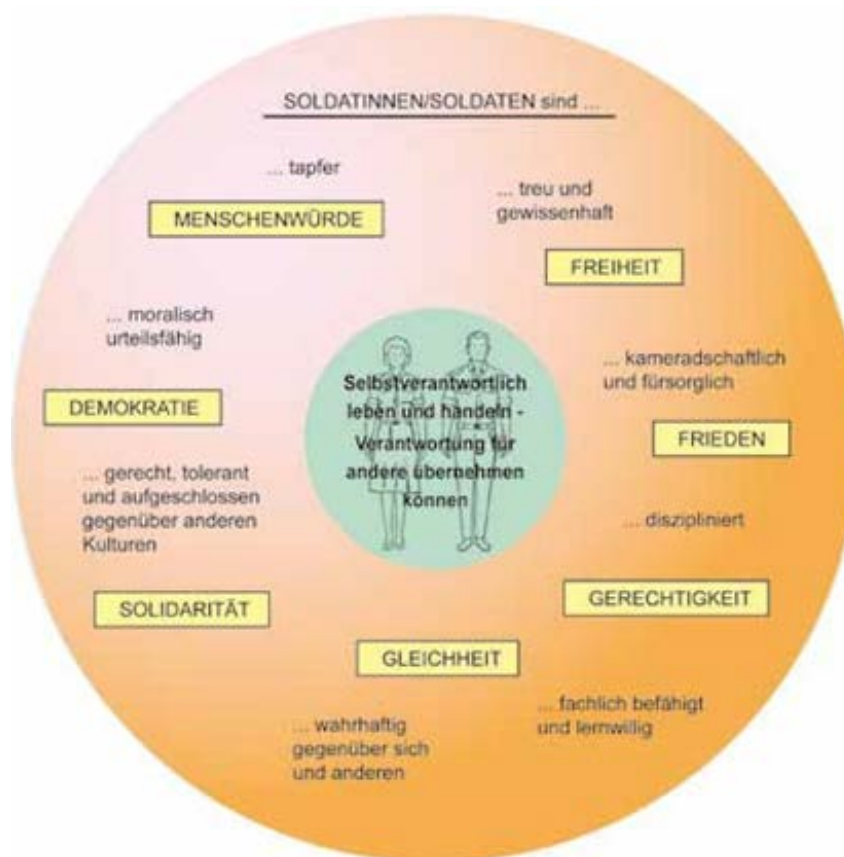 SOLDATINNEN/SOLDATEN sind ...
... tapfer
MENSCHENWÜRDE
... treu und
gewissenhaft
FREIHEIT
... moralisch
urteilsfähig
DEMOKRATIE
... kameradschaftlich
und fürsorglich
FRIEDEN
Selbstverantwortlich
leben und handeln -
Verantwortung für
andere übernehmen
können
... gerecht, tolerant
und aufgeschlossen
gegenüber anderen
Kulturen
SOLIDARITÄT
... diszipliniert
GERECHTIGKEIT
GLEICHHEIT
... wahrhaftig
gegenüber sich
und anderen
... fachlich befähigt
und lernwillig